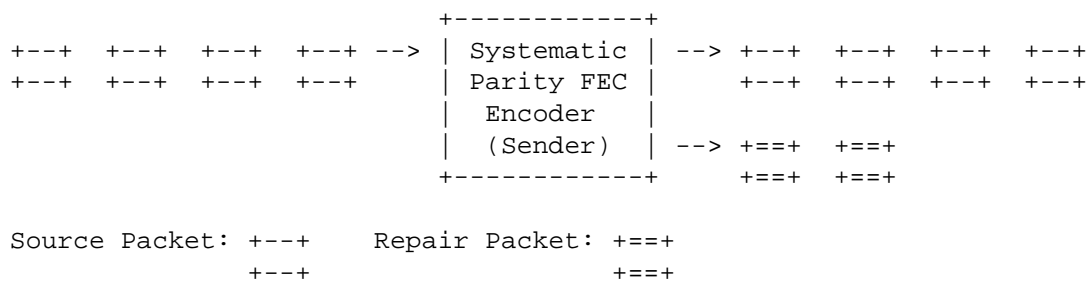 +------------+
+--+  +--+  +--+  +--+ --> | Systematic | --> +--+  +--+  +--+  +--+
+--+  +--+  +--+  +--+     | Parity FEC |     +--+  +--+  +--+  +--+
                          |  Encoder   |
                          |  (Sender)  | --> +==+  +==+
                          +------------+     +==+  +==+
Source Packet: +--+    Repair Packet: +==+
               +--+                   +==+